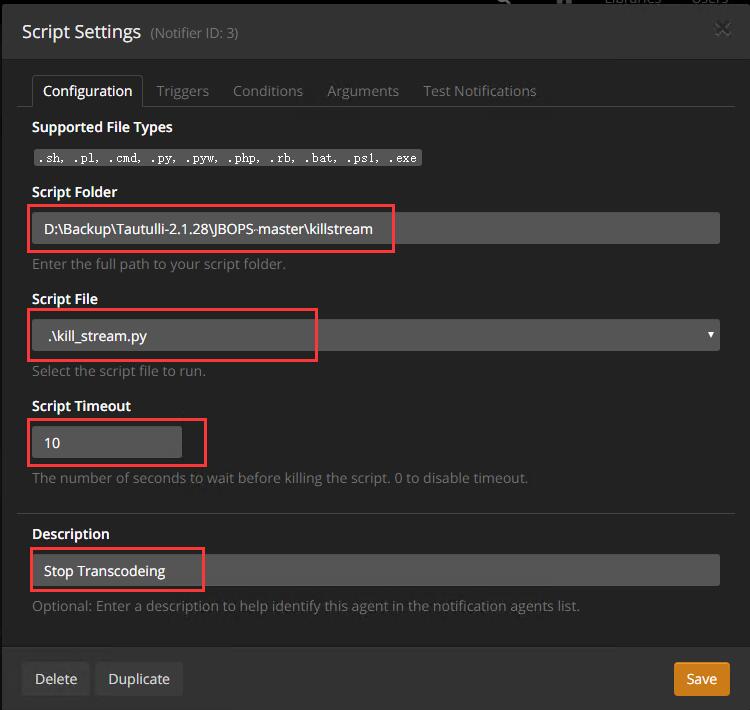 Libraries Users
Script Settings (Notifier ID: 3)
Configuration Triggers Conditions Arguments Test Notifications
Supported File Types
.sh, .pl, .cmd, .py, .pyw, .php, .rb, .bat, .ps1, .exe
Script Folder
D:\Backup\Tautulli-2.1.28\JBOPS-master\killstream
Enter the full path to your script folder.
Script File
.\kill_stream.py
Select the script file to run.
Script Timeout
10
The number of seconds to wait before killing the script. 0 to disable timeout.
Description
Stop Transcodeing
Optional: Enter a description to help identify this agent in the notification agents list.
Delete Duplicate Save